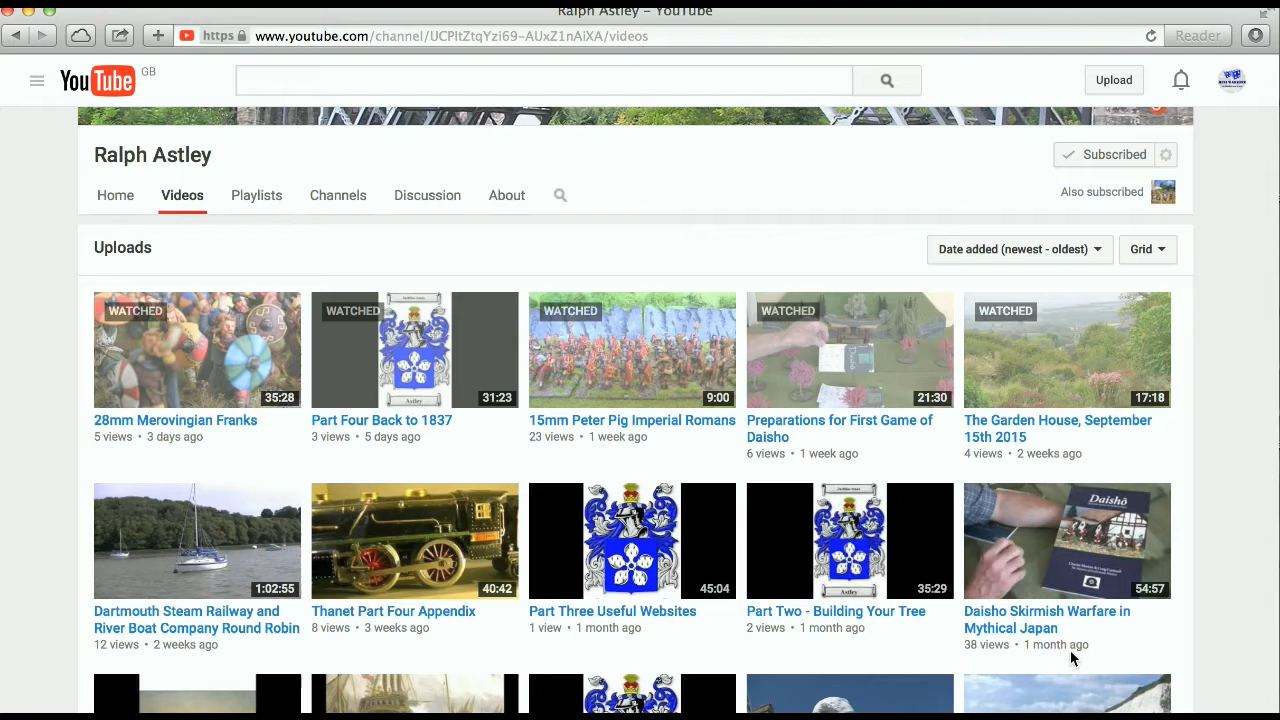 Ralph Astley – YouTube
https www.youtube.com/channel/UCPItZtqYzi69-AUxZ1nAiXA/videos
Reader
YouTube GB
Upload
Ralph Astley
Subscribed
Home Videos Playlists Channels Discussion About
Also subscribed
Uploads
Date added (newest - oldest)
Grid
WATCHED WATCHED WATCHED WATCHED WATCHED
Astley
Daisho
35:28 31:23 9:00 21:30 17:18
28mm Merovingian Franks
5 views • 3 days ago
Part Four Back to 1837
3 views • 5 days ago
15mm Peter Pig Imperial Romans
23 views • 1 week ago
Preparations for First Game of
Daisho
6 views • 1 week ago
The Garden House, September
15th 2015
4 views • 2 weeks ago
Astley
Daishō
1:02:55 40:42 45:04 35:29 54:57
Dartmouth Steam Railway and
River Boat Company Round Robin
12 views • 2 weeks ago
Thanet Part Four Appendix
8 views • 3 weeks ago
Part Three Useful Websites
1 view • 1 month ago
Part Two - Building Your Tree
2 views • 1 month ago
Daisho Skirmish Warfare in
Mythical Japan
38 views • 1 month ago